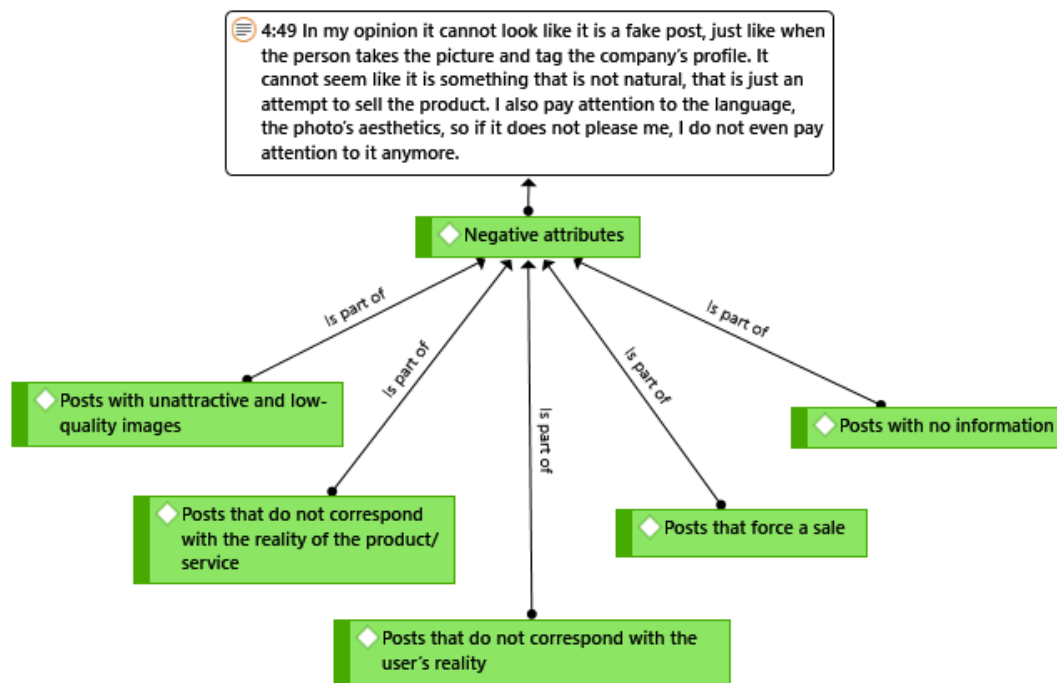 4:49 In my opinion it cannot look like it is a fake post, just like when
the person takes the picture and tag the company's profile. It
cannot seem like it is something that is not natural, that is just an
attempt to sell the product. I also pay attention to the language,
the photo's aesthetics, so if it does not please me, I do not even pay
attention to it anymore.
Negative attributes
Is part of
Is part of
Is part of
Is part of
Is part of
Posts with unattractive and low-
quality images
Posts with no information
Posts that do not correspond
with the reality of the product/
service
Posts that force a sale
Posts that do not correspond with the
user's reality